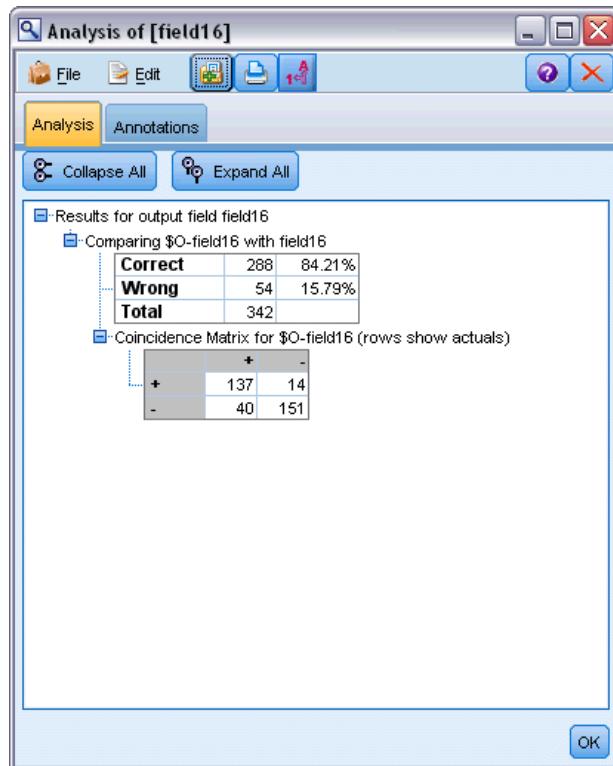 Analysis of [field16]
File Edit
Analysis Annotations
Collapse All Expand All
Results for output field field16
Comparing $O-field16 with field16
Correct 288 84.21%
Wrong 54 15.79%
Total 342
Coincidence Matrix for $O-field16 (rows show actuals)
+ -
+ 137 14
- 40 151
OK